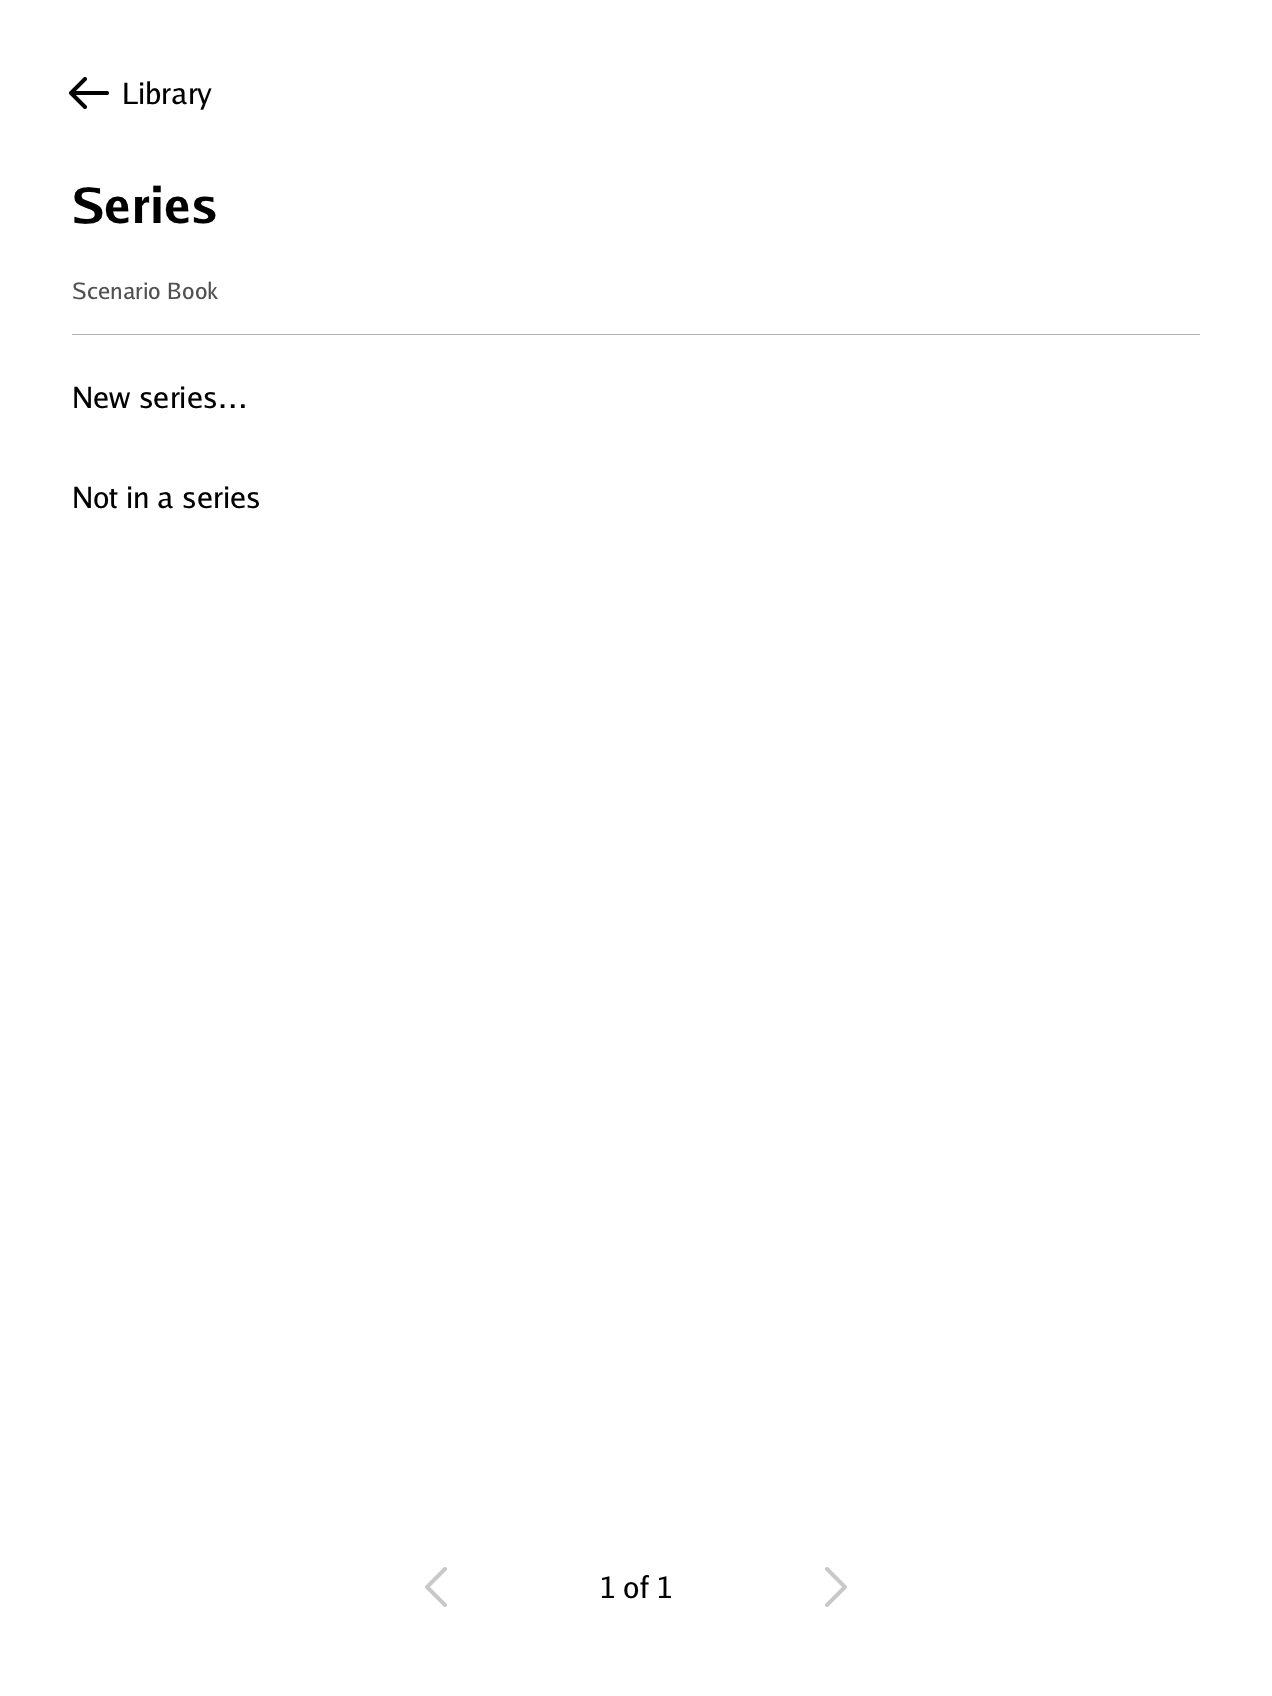 Library
Series
Scenario Book
New series…
Not in a series
1 of 1